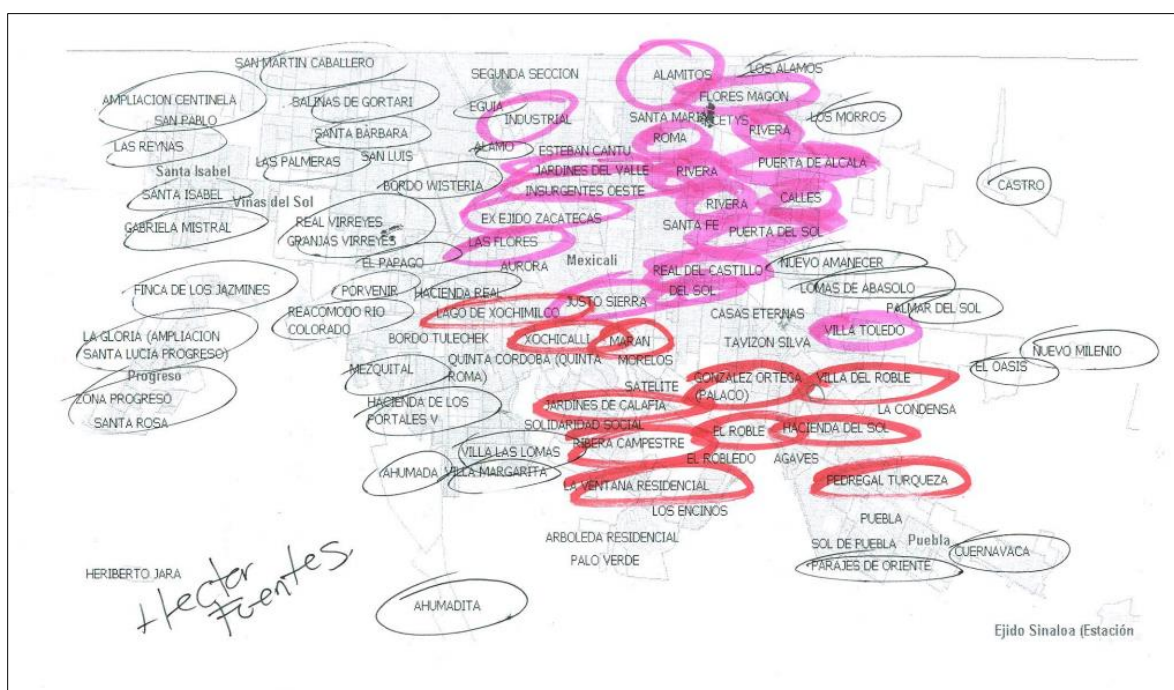 SAN MARTIN CABALLERO
SEGUNDA SECCION
ALAMITOS
LOS ALAMOS
AMPLIACION CENTINELA
SALINAS DE GORTARI
EGUIA
FLORES MAGON
SAN PABLO
INDUSTRIAL
SANTA MARIA
CETYS
LOS MORROS
SANTA BARBARA
ROMA
RIVERA
LAS REYNAS
LAS PALMERAS
SAN LUIS
ALAMO
ESTEBAN CANTU
PUERTA DE ALCALA
Santa Isabel
JARDINES DEL VALLE
RIVERA
CASTRO
SANTA ISABEL
Viñas del Sol
BORDO WISTERIA
INSURGENTES OESTE
RIVERA
CALLES
GABRIELA MISTRAL
REAL VIRREYES
GRANJAS VIRREYES
EX EJIDO ZACATECAS
SANTA FE
PUERTA DEL SOL
LAS FLORES
EL PAPAGO
AURORA
Mexicali
REAL DEL CASTILLO
NUEVO AMANECER
FINCA DE LOS JAZMINES
PORVENIR
HACIENDA REAL
JUSTO SIERRA
DEL SOL
LOMAS DE ABASOLO
REACOMODO RIO
COLORADO
LAGO DE XOCHIMILCO
CASAS ETERNAS
PALMAR DEL SOL
LA GLORIA (AMPLIACION
SANTA LUCIA PROGRESO)
BORDO TULECHEK
XOCHICALLI
MARAN
TAVIZON SILVA
VILLA TOLEDO
NUEVO MILENIO
Progreso
MEZQUITAL
QUINTA CORDOBA (QUINTA
ROMA)
MORELOS
EL OASIS
ZONA PROGRESO
SATELITE
GONZALEZ ORTEGA
(PALACO)
VILLA DEL ROBLE
SANTA ROSA
HACIENDA DE LOS
PORTALES V
JARDINES DE CALAFIA
LA CONDENSA
SOLIDARIDAD SOCIAL
RIBERA CAMPESTRE
EL ROBLE
HACIENDA DEL SOL
VILLA LAS LOMAS
EL ROBLEDO
AGAVES
AHUMADA
VILLA MARGARITA
LA VENTANA RESIDENCIAL
PEDREGAL TURQUEZA
LOS ENCINOS
PUEBLA
ARBOLEDA RESIDENCIAL
SOL DE PUEBLA
Puebla
CUERNAVACA
PALO VERDE
PARAJES DE ORIENTE
HERIBERTO JARA
Hector
Fuentes
AHUMADITA
Ejido Sinaloa (Estación